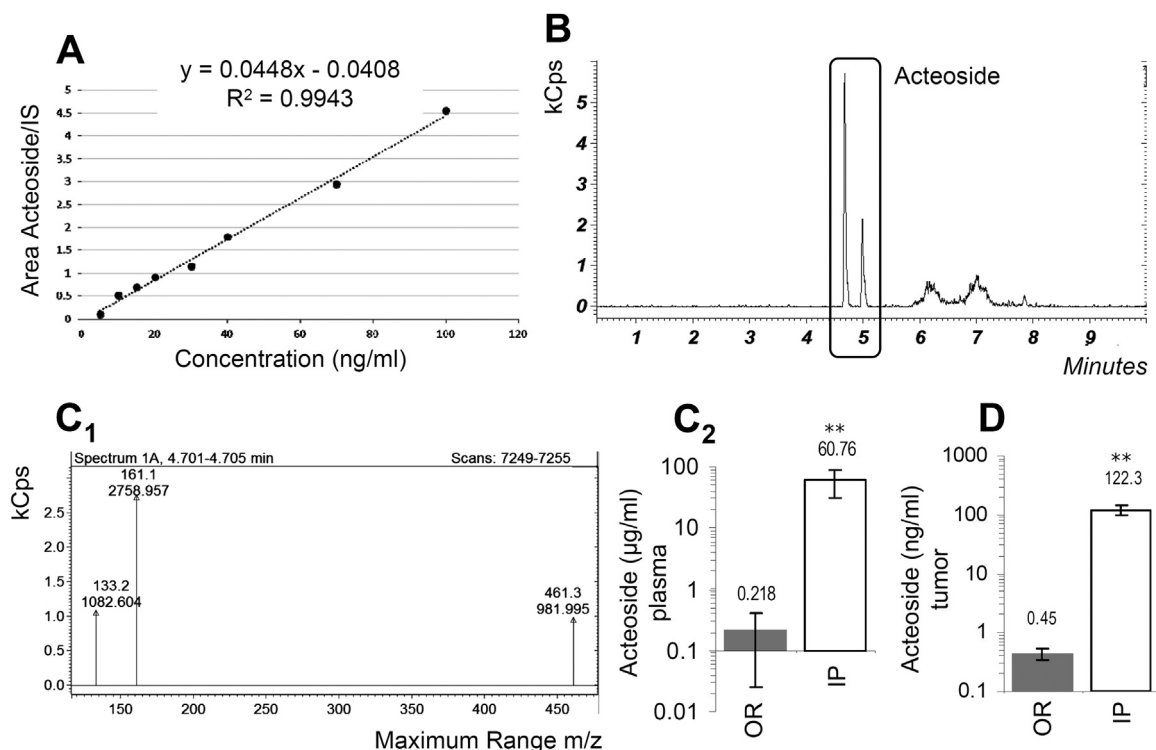 A
y = 0.0448x - 0.0408
R² = 0.9943
Area Acteoside/IS
5
4.5
4
3.5
3
2.5
2
1.5
1
0.5
0
0 20 40 60 80 100 120
Concentration (ng/ml)
B
kCps
Acteoside
5
4
3
2
1
0
1 2 3 4 5 6 7 8 9
Minutes
C1
kCps
Spectrum 1A, 4.701-4.705 min Scans: 7249-7255
161.1
2758.957
133.2
1082.604
461.3
981.995
2.5
2.0
1.5
1.0
0.5
0.0
150 200 250 300 350 400 450
Maximum Range m/z
C2
Acteoside (µg/ml)
plasma
**
60.76
0.218
100
10
1
0.1
0.01
OR IP
D
Acteoside (ng/ml)
tumor
**
122.3
0.45
1000
100
10
1
0.1
OR IP